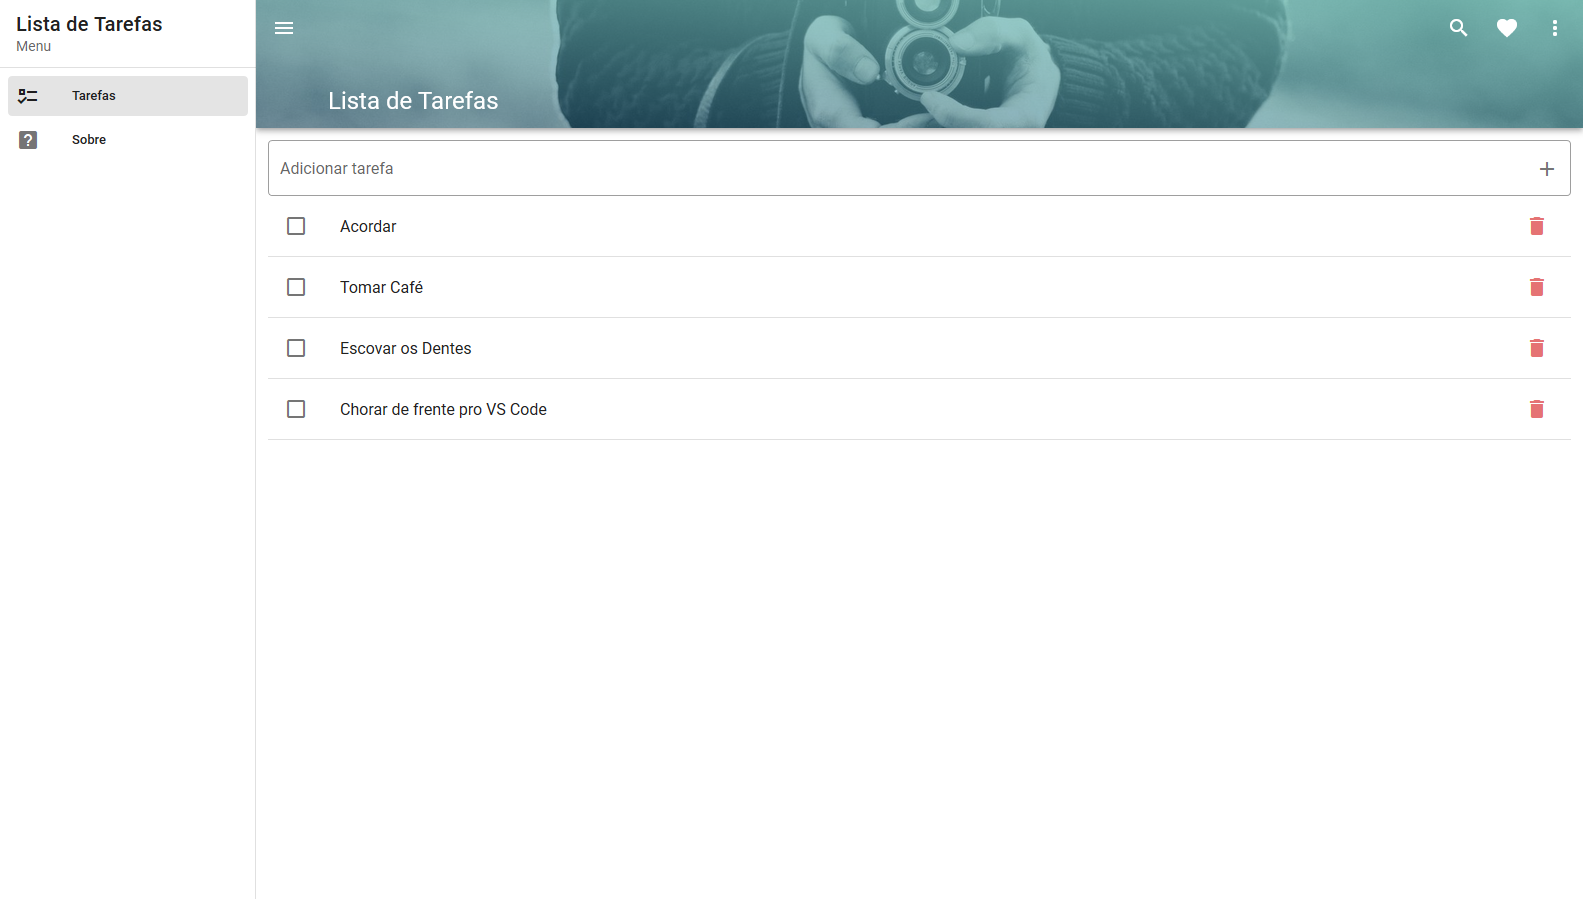 Lista de Tarefas
Menu
Tarefas
Sobre
Lista de Tarefas
Adicionar tarefa
Acordar
Tomar Café
Escovar os Dentes
Chorar de frente pro VS Code